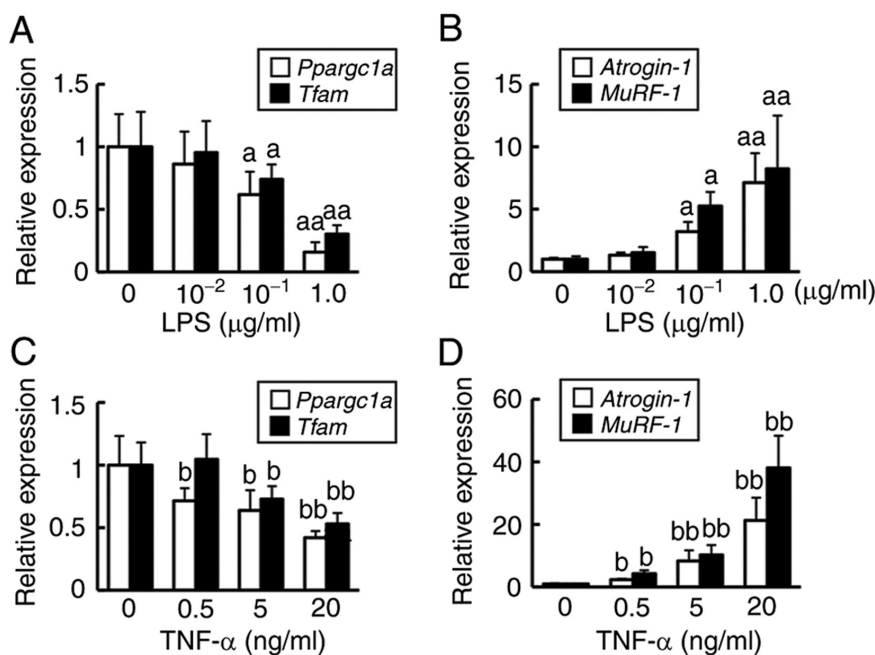 A
Relative expression
Ppargc1a
Tfam
1.5
1
0.5
0
a a
aa aa
0 10⁻² 10⁻¹ 1.0
LPS (μg/ml)
B
Relative expression
Atrogin-1
MuRF-1
15
10
5
0
a a
aa aa
0 10⁻² 10⁻¹ 1.0 (μg/ml)
LPS (μg/ml)
C
Relative expression
Ppargc1a
Tfam
1.5
1
0.5
0
b b b
bb bb
0 0.5 5 20
TNF-α (ng/ml)
D
Relative expression
Atrogin-1
MuRF-1
60
40
20
0
b b
bb bb
bb bb
0 0.5 5 20
TNF-α (ng/ml)